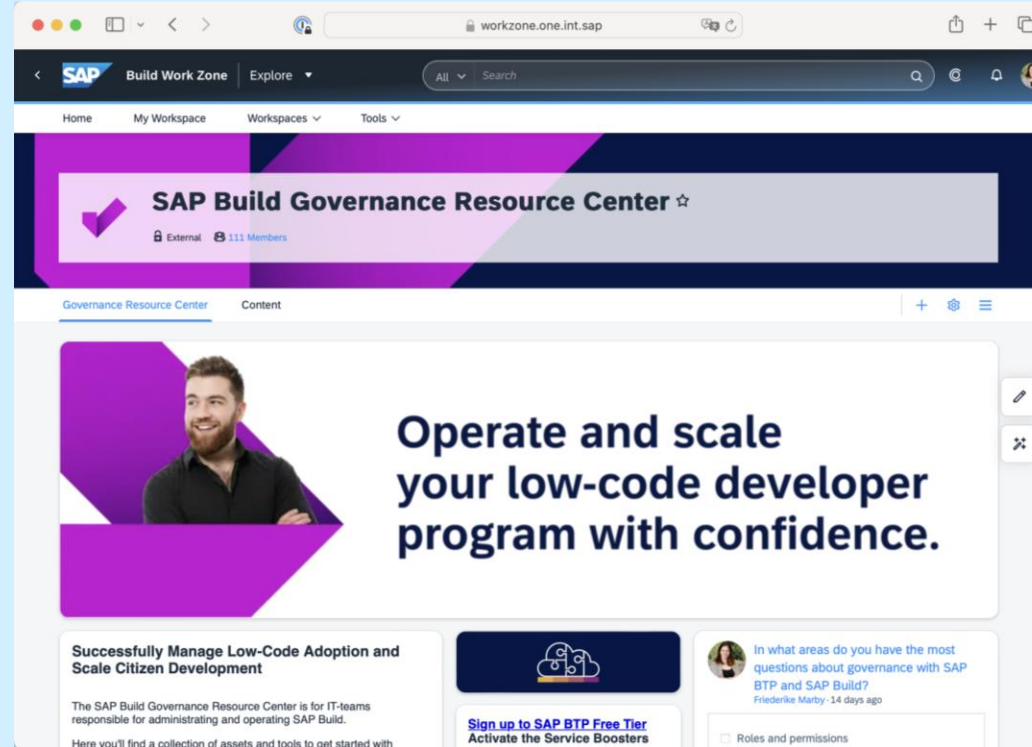 workzone.one.int.sap
SAP Build Work Zone Explore All Search
Home My Workspace Workspaces Tools
SAP Build Governance Resource Center
External 111 Members
Governance Resource Center Content
Operate and scale
your low-code developer
program with confidence.
Successfully Manage Low-Code Adoption and
Scale Citizen Development
The SAP Build Governance Resource Center is for IT-teams
responsible for administrating and operating SAP Build.
Here you'll find a collection of assets and tools to get started with
Sign up to SAP BTP Free Tier
Activate the Service Boosters
In what areas do you have the most
questions about governance with SAP
BTP and SAP Build?
Friederike Marby · 14 days ago
Roles and permissions